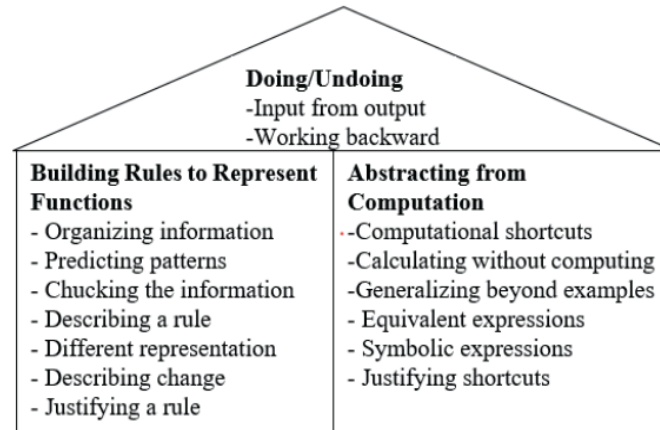 Doing/Undoing
-Input from output
-Working backward
Building Rules to Represent
Functions
- Organizing information
- Predicting patterns
- Chucking the information
- Describing a rule
- Different representation
- Describing change
- Justifying a rule
Abstracting from
Computation
-Computational shortcuts
-Calculating without computing
-Generalizing beyond examples
- Equivalent expressions
- Symbolic expressions
- Justifying shortcuts